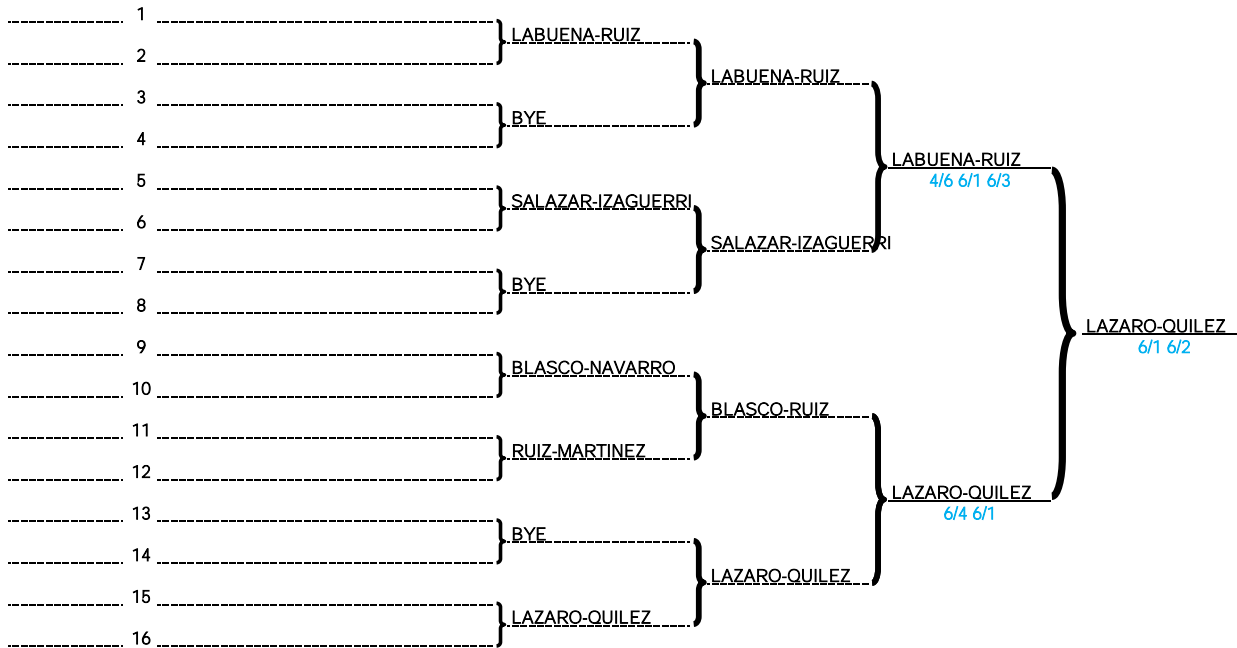 1
2
3
4
5
6
7
8
9
10
11
12
13
14
15
16
LABUENA-RUIZ
BYE
SALAZAR-IZAGUERRI
BYE
BLASCO-NAVARRO
RUIZ-MARTINEZ
BYE
LAZARO-QUILEZ
LABUENA-RUIZ
SALAZAR-IZAGUERRI
BLASCO-RUIZ
LAZARO-QUILEZ
LABUENA-RUIZ
4/6 6/1 6/3
LAZARO-QUILEZ
6/4 6/1
LAZARO-QUILEZ
6/1 6/2